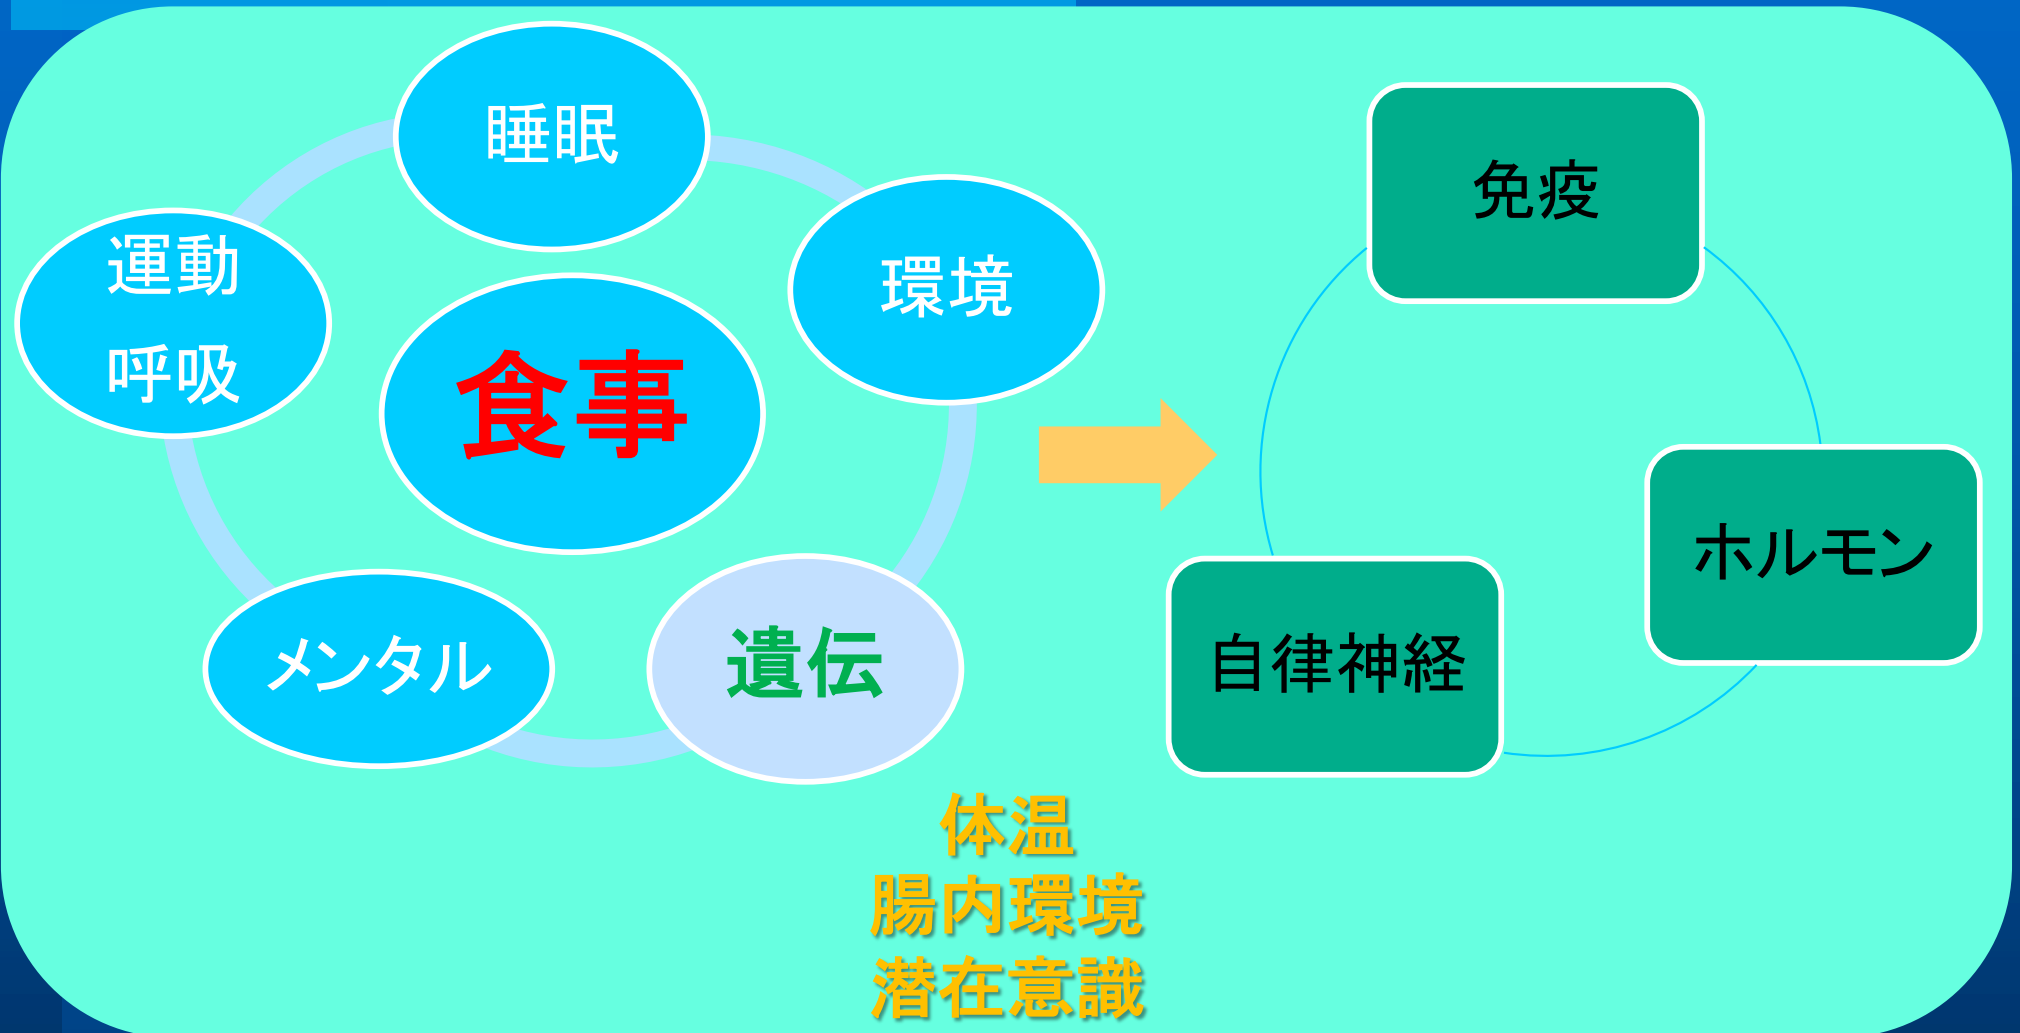 睡眠
環境
運動
呼吸
食事
メンタル
遺伝
免疫
ホルモン
自律神経
体温
腸内環境
潜在意識